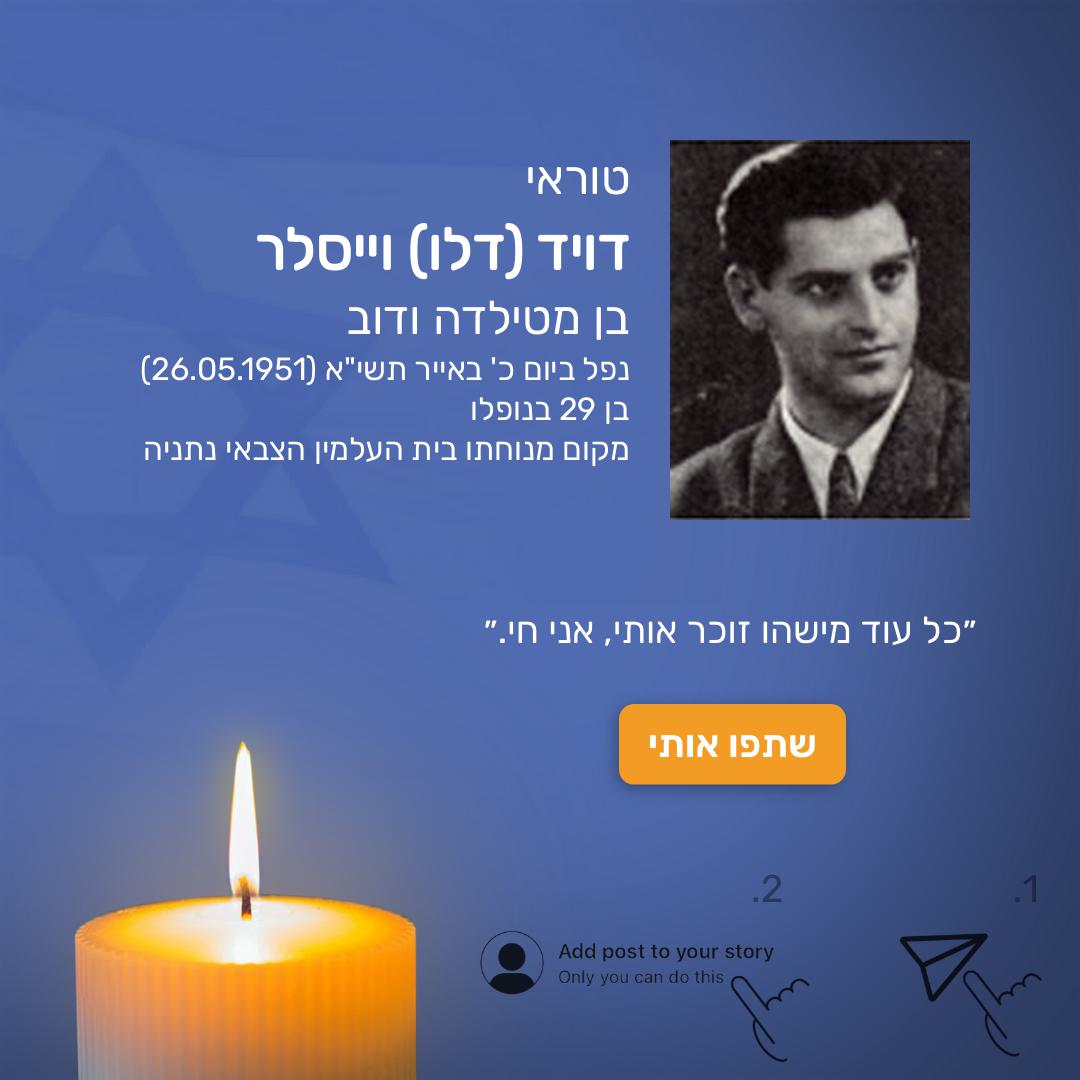 טוראי
דויד (דלו) וייסלר
בן מטילדה ודוב
נפל ביום כ' באייר תשי"א (26.05.1951)
בן 29 בנופלו
מקום מנוחתו בית העלמין הצבאי נתניה
״כל עוד מישהו זוכר אותי, אני חי.״
שתפו אותי
.1
.2
Add post to your story
Only you can do this